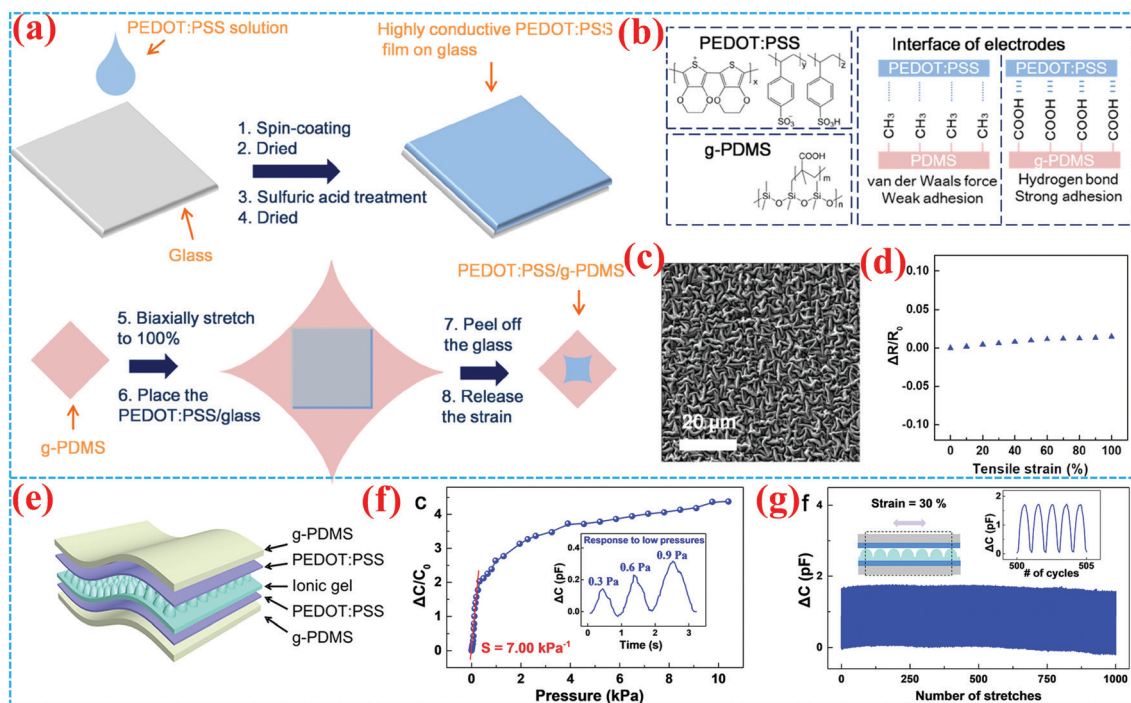 (a)
PEDOT:PSS solution
Highly conductive PEDOT:PSS
film on glass
1. Spin-coating
2. Dried
3. Sulfuric acid treatment
4. Dried
Glass
PEDOT:PSS/g-PDMS
5. Biaxially stretch
to 100%
6. Place the
PEDOT:PSS/glass
7. Peel off
the glass
8. Release
the strain
g-PDMS
(b)
PEDOT:PSS
S
S
x
y
z
O O O O
SO₃⁻
SO₃H
g-PDMS
COOH
m
Si O Si O Si O Si
n
Interface of electrodes
PEDOT:PSS
PEDOT:PSS
CH₃ CH₃ CH₃ CH₃
COOH COOH COOH COOH
PDMS
g-PDMS
van der Waals force
Weak adhesion
Hydrogen bond
Strong adhesion
(c)
20 μm
(d)
0.10
0.05
0.00
-0.05
-0.10
ΔR/R₀
0 20 40 60 80 100
Tensile strain (%)
(e)
g-PDMS
PEDOT:PSS
Ionic gel
PEDOT:PSS
g-PDMS
(f)
C
ΔC/C₀
4
3
2
1
0
0 2 4 6 8 10
Pressure (kPa)
S = 7.00 kPa⁻¹
Response to low pressures
0.3 Pa
0.6 Pa
0.9 Pa
ΔC (pF)
0.4
0.2
0.0
0 1 2 3
Time (s)
(g)
f
Strain = 30 %
ΔC (pF)
4
2
0
0 250 500 750 1000
Number of stretches
ΔC (pF)
2
1
0
500 505
# of cycles